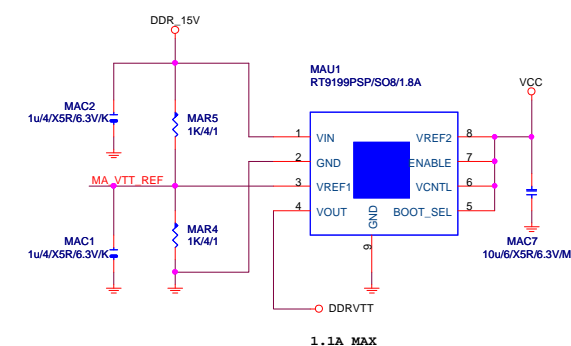 DDR_15V
MAU1
RT9199PSP/SO8/1.8A
VCC
MAC2
1u/4/X5R/6.3V/K
MAR5
1K/4/1
1 VIN VREF2 8
2 GND ENABLE 7
MA_VTT_REF
3 VREF1 VCNTL 6
4 VOUT BOOT_SEL 5
GND
9
MAR4
1K/4/1
MAC1
1u/4/X5R/6.3V/K
MAC7
10u/6/X5R/6.3V/M
DDRVTT
1.1A MAX